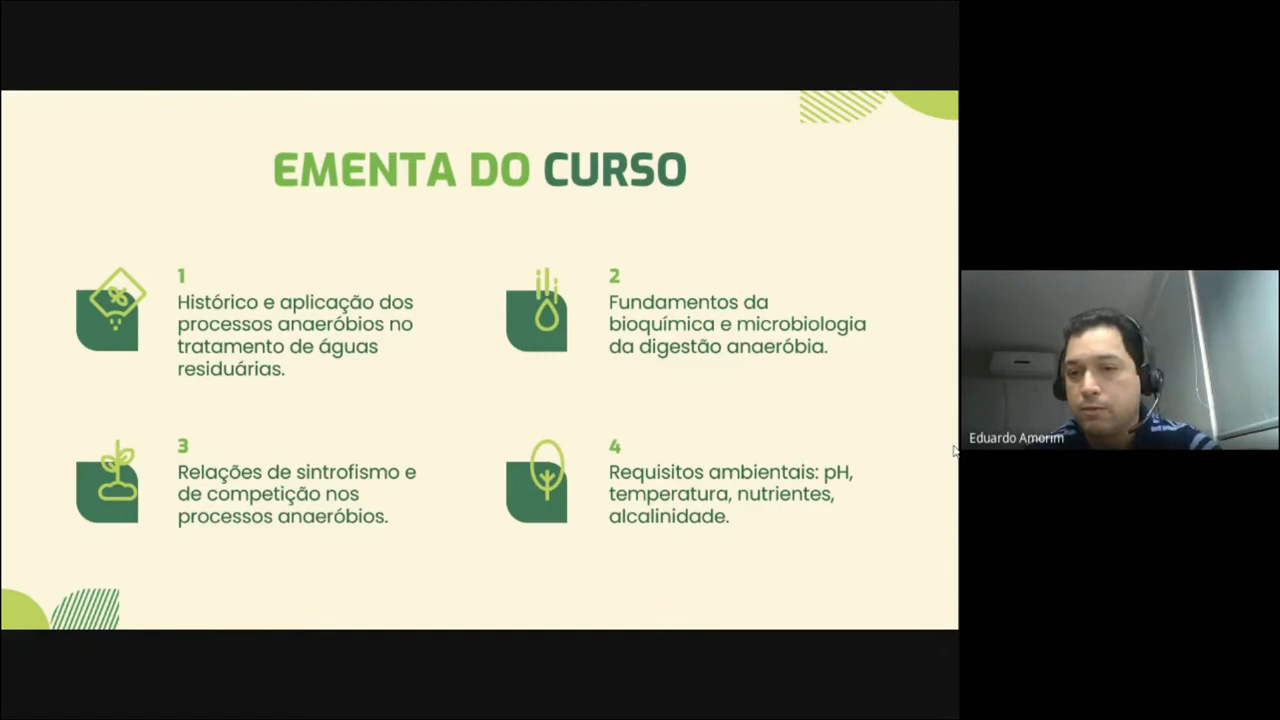 EMENTA DO CURSO
1
Histórico e aplicação dos
processos anaeróbios no
tratamento de águas
residuárias.
2
Fundamentos da
bioquímica e microbiologia
da digestão anaeróbia.
3
Relações de sintrofismo e
de competição nos
processos anaeróbios.
4
Requisitos ambientais: pH,
temperatura, nutrientes,
alcalinidade.
Eduardo Amorim